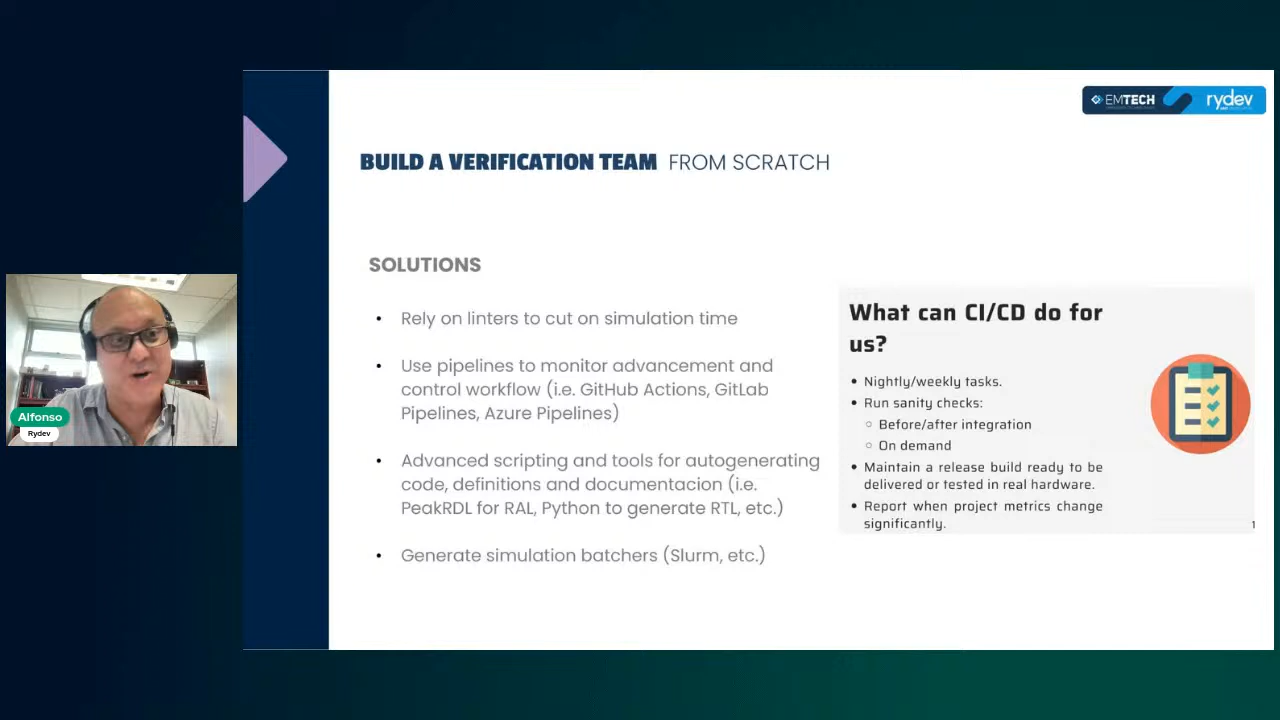 EMTECH
rydev
BUILD A VERIFICATION TEAM FROM SCRATCH
SOLUTIONS
• Rely on linters to cut on simulation time
• Use pipelines to monitor advancement and
control workflow (i.e. GitHub Actions, GitLab
Pipelines, Azure Pipelines)
• Advanced scripting and tools for autogenerating
code, definitions and documentacion (i.e.
PeakRDL for RAL, Python to generate RTL, etc.)
• Generate simulation batchers (Slurm, etc.)
What can CI/CD do for
us?
• Nightly/weekly tasks.
• Run sanity checks:
○ Before/after integration
○ On demand
• Maintain a release build ready to be
delivered or tested in real hardware.
• Report when project metrics change
significantly.
1
Alfonso
Rydev